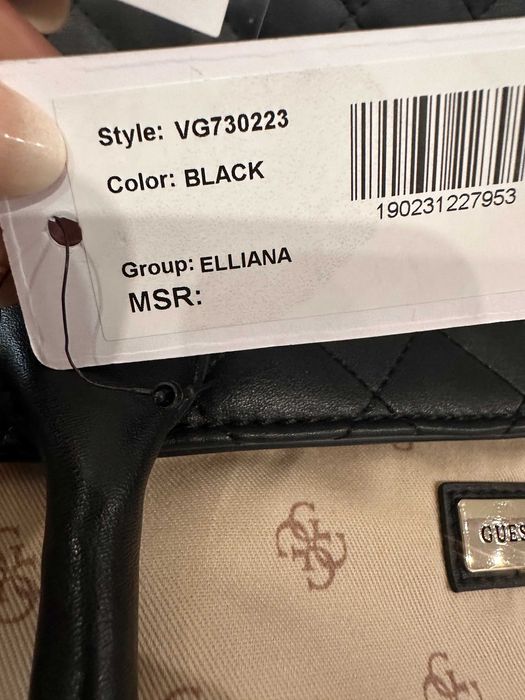 Style: VG730223
Color: BLACK
190231227953
Group: ELLIANA
MSR:
GUES